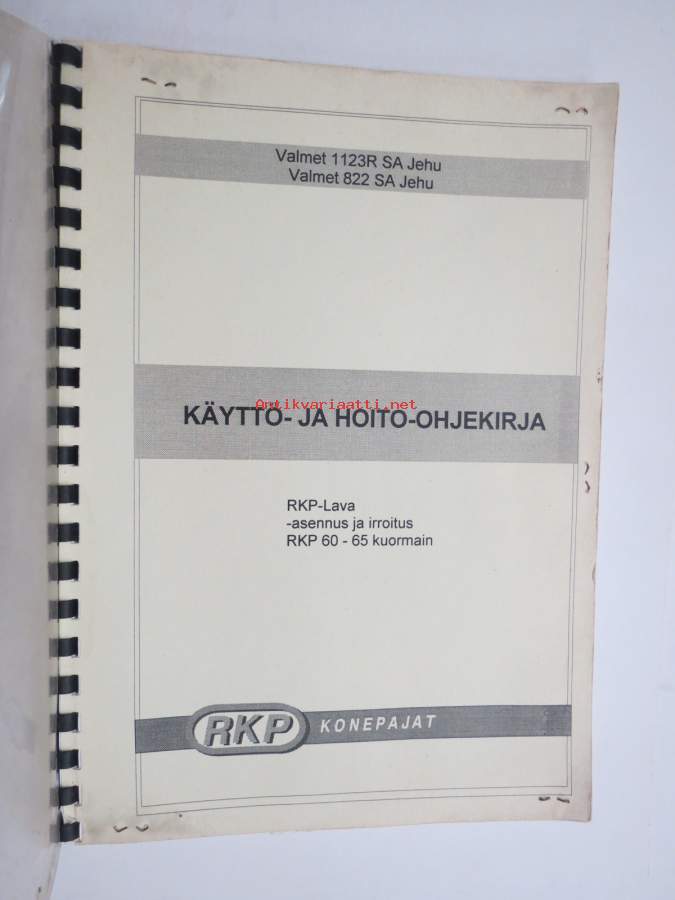 Valmet 1123R SA Jehu
Valmet 822 SA Jehu
Antikvariaatti.net
KÄYTTÖ- JA HOITO-OHJEKIRJA
RKP-Lava
-asennus ja irroitus
RKP 60 - 65 kuormain
RKP KONEPAJAT